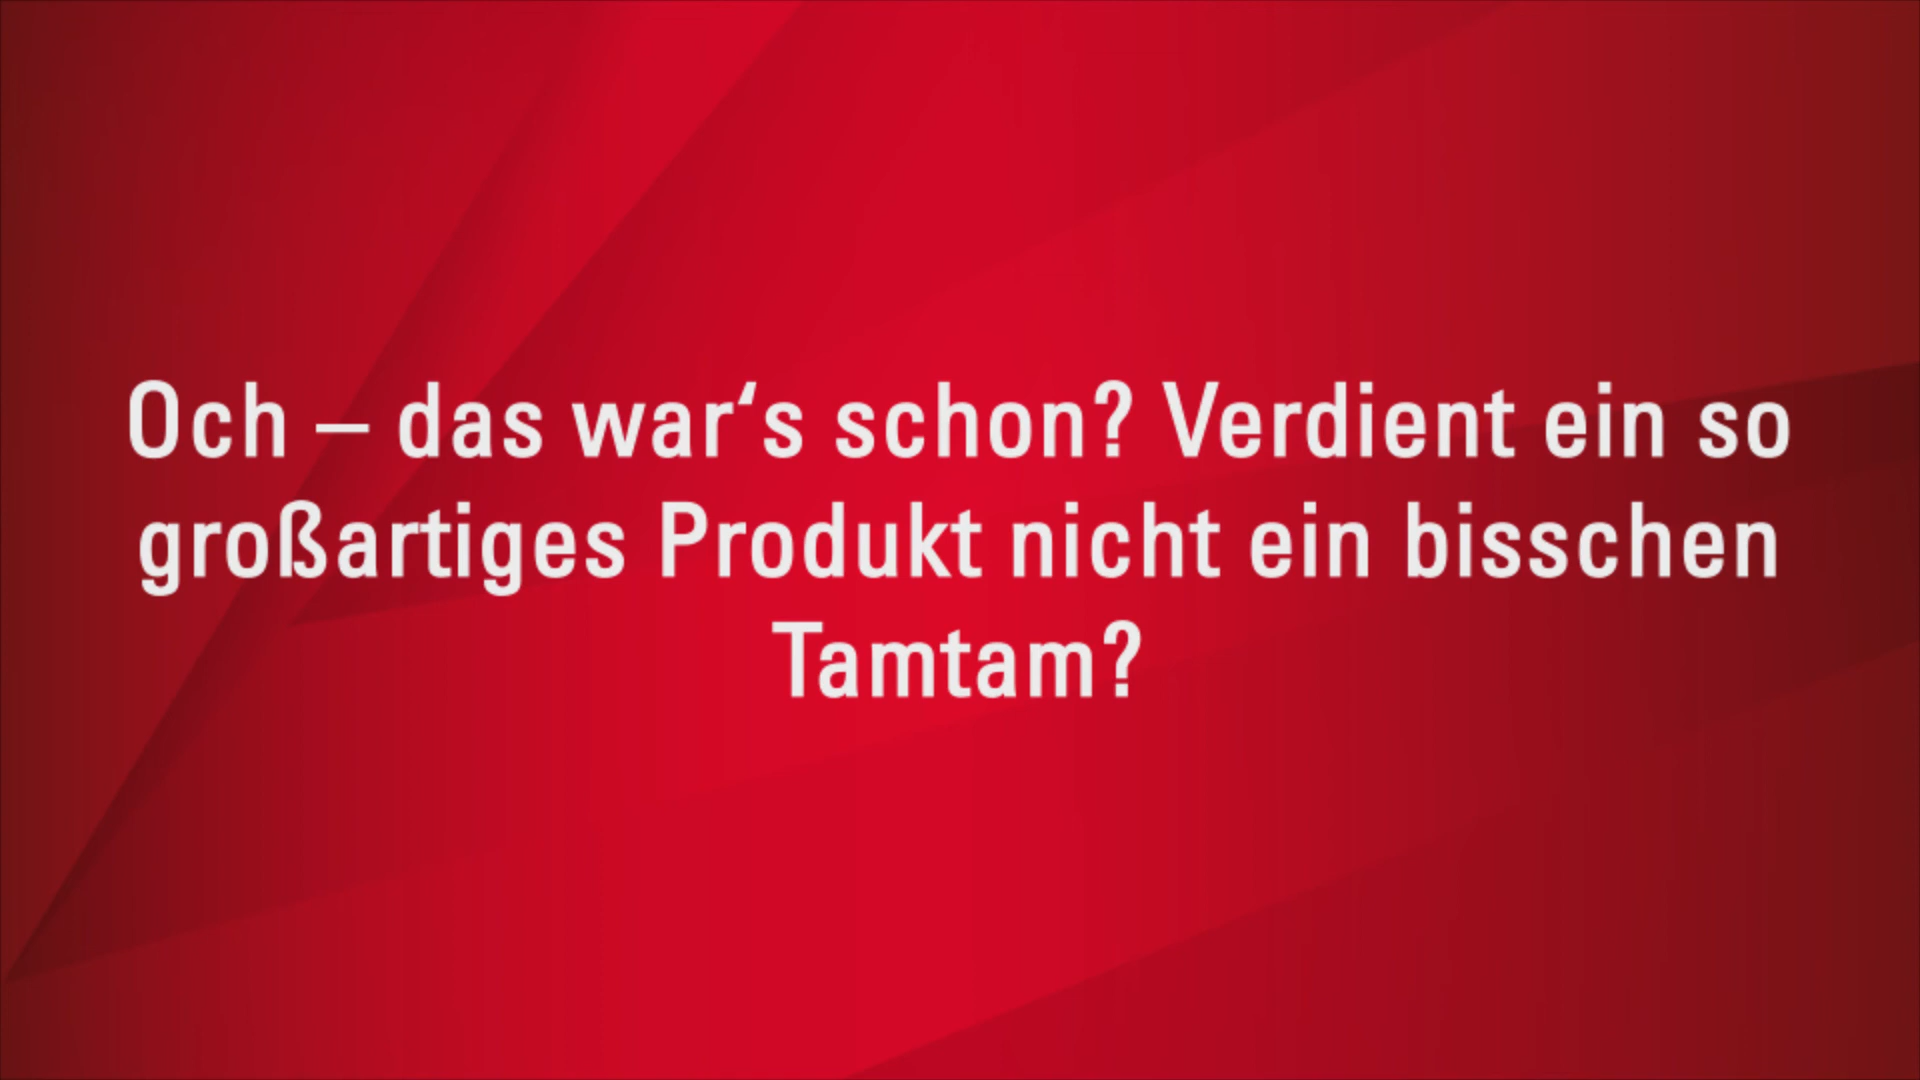 Och – das war‘s schon? Verdient ein so
großartiges Produkt nicht ein bisschen
Tamtam?